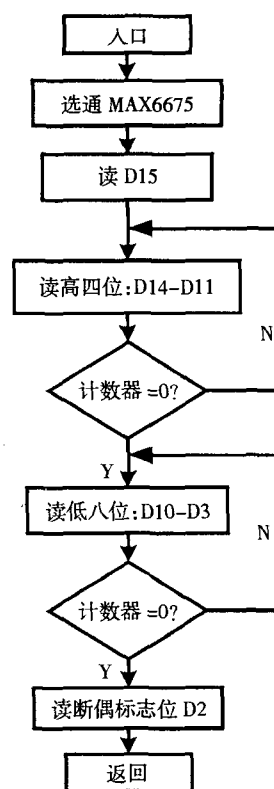 入口
选通 MAX6675
读 D15
读高四位:D14-D11
N
计数器 =0?
Y
读低八位:D10-D3
N
计数器 =0?
Y
读断偶标志位 D2
返回